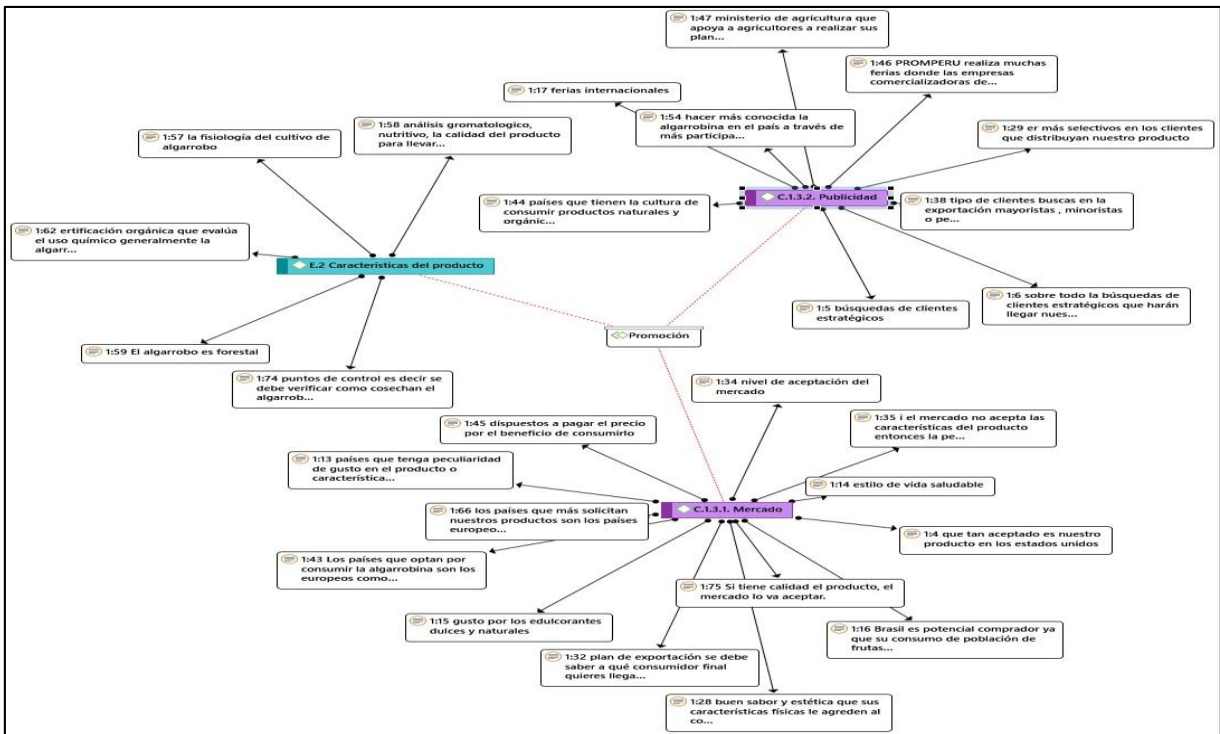 1:47 ministerio de agricultura que
apoya a agricultores a realizar sus
plan...
1:46 PROMPERU realiza muchas
ferias donde las empresas
comercializadoras de...
1:17 ferias internacionales
1:54 hacer más conocida la
algarrobina en el país a través de
más participa...
1:29 er más selectivos en los clientes
que distribuyan nuestro producto
1:57 la fisiología del cultivo de
algarrobo
1:58 análisis gromatologico,
nutritivo, la calidad del producto
para llevar...
1:44 países que tienen la cultura de
consumir productos naturales y
orgánic...
C.1.3.2. Publicidad
1:38 tipo de clientes buscas en la
exportación mayoristas , minoristas
o pe...
1:62 ertificación orgánica que evalúa
el uso químico generalmente la
algarr...
E.2 Características del producto
1:5 búsquedas de clientes
estratégicos
1:6 sobre todo la búsquedas de
clientes estratégicos que harán
llegar nues...
Promoción
1:59 El algarrobo es forestal
1:74 puntos de control es decir se
debe verificar como cosechan el
algarrob...
1:34 nivel de aceptación del
mercado
1:45 dispuestos a pagar el precio
por el beneficio de consumirlo
1:35 i el mercado no acepta las
características del producto
entonces la pe...
1:13 países que tenga peculiaridad
de gusto en el producto o
característica...
1:14 estilo de vida saludable
1:66 los países que más solicitan
nuestros productos son los países
europeo...
C.1.3.1. Mercado
1:4 que tan aceptado es nuestro
producto en los estados unidos
1:43 Los países que optan por
consumir la algarrobina son los
europeos como...
1:75 Si tiene calidad el producto, el
mercado lo va aceptar.
1:15 gusto por los edulcorantes
dulces y naturales
1:16 Brasil es potencial comprador ya
que su consumo de población de
frutas...
1:32 plan de exportación se debe
saber a qué consumidor final
quieres llega...
1:28 buen sabor y estética que sus
características físicas le agreden al
co...